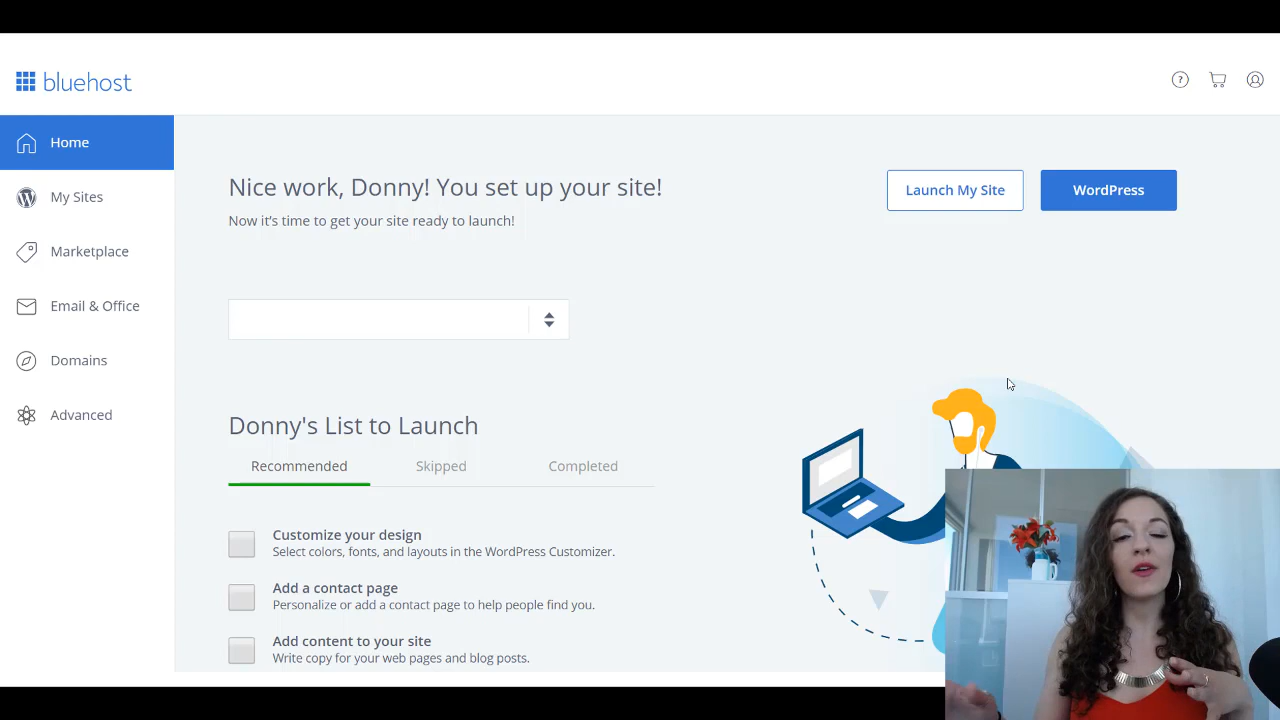 bluehost
?
Home
My Sites
Marketplace
Email & Office
Domains
Advanced
Nice work, Donny! You set up your site!
Now it's time to get your site ready to launch!
Launch My Site
WordPress
Donny's List to Launch
Recommended
Skipped
Completed
Customize your design
Select colors, fonts, and layouts in the WordPress Customizer.
Add a contact page
Personalize or add a contact page to help people find you.
Add content to your site
Write copy for your web pages and blog posts.